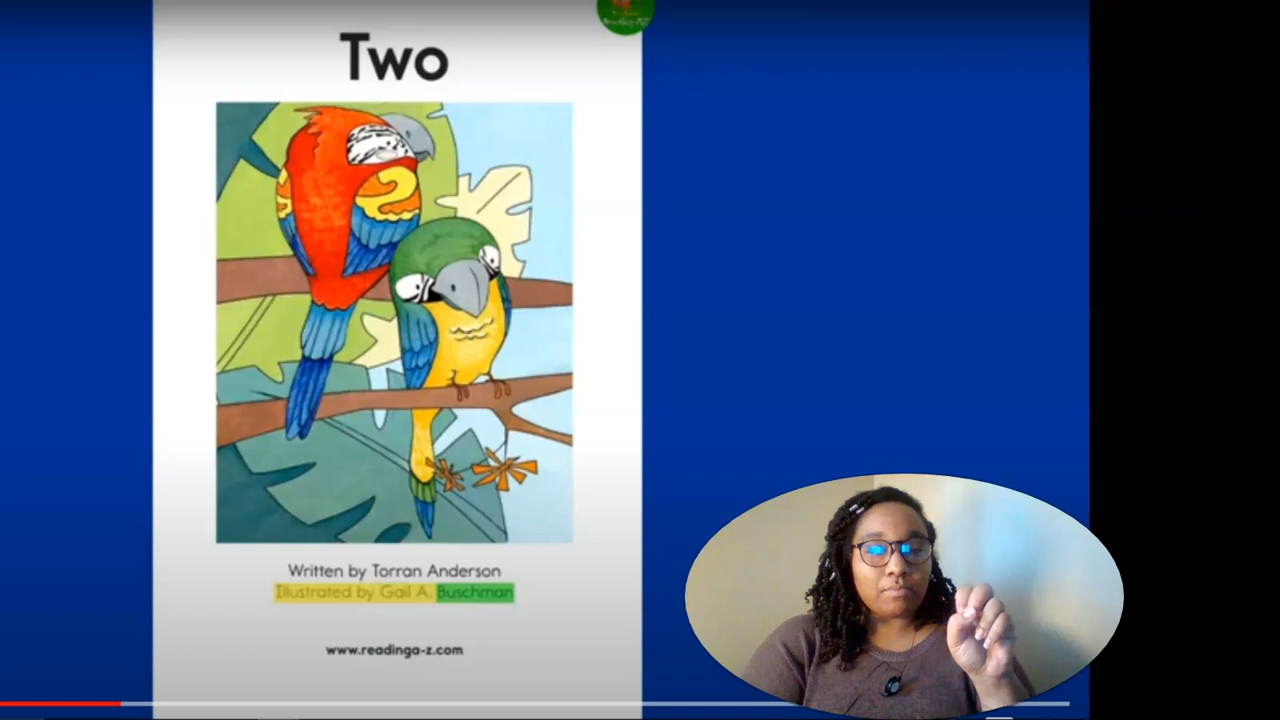 Two
Written by Torran Anderson
Illustrated by Gail A. Buschman
www.readinga-z.com